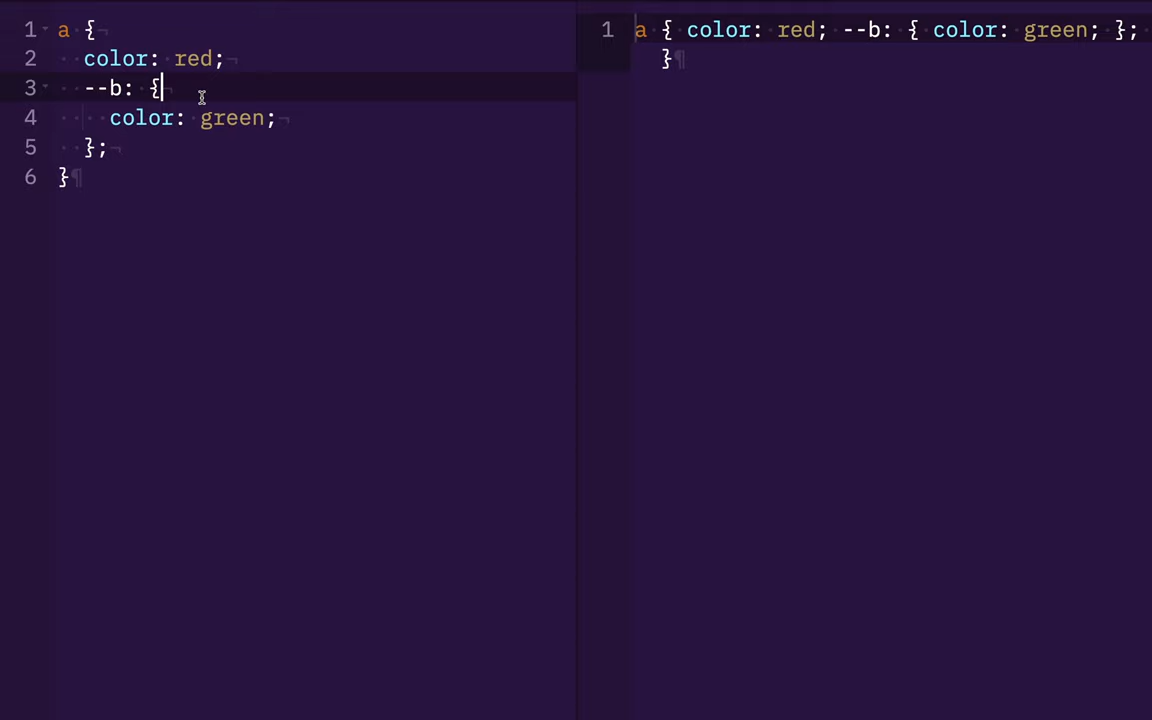 1 a {
2 color: red;
3 --b: {
4 color: green;
5 };
6 }
1 a { color: red; --b: { color: green; };
}